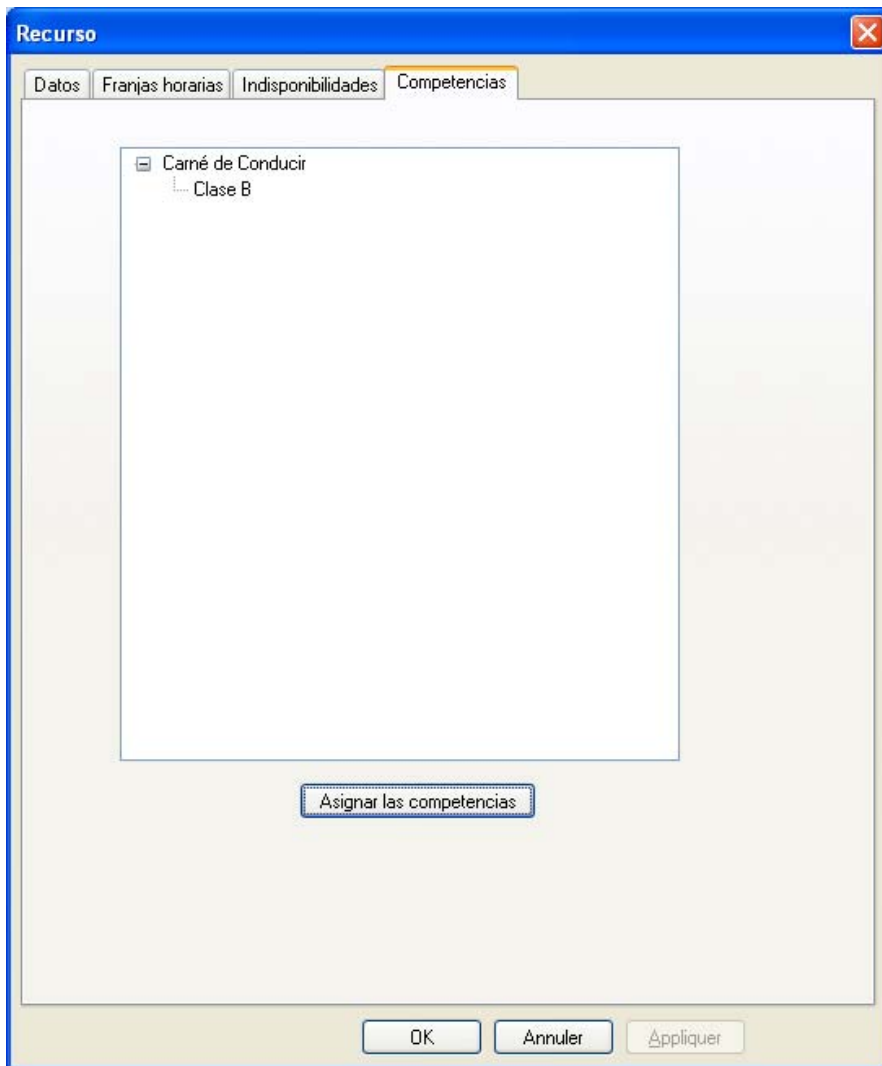 Recurso
Datos Franjas horarias Indisponibilidades Competencias
Carné de Conducir
Clase B
Asignar las competencias
OK Annuler Appliquer